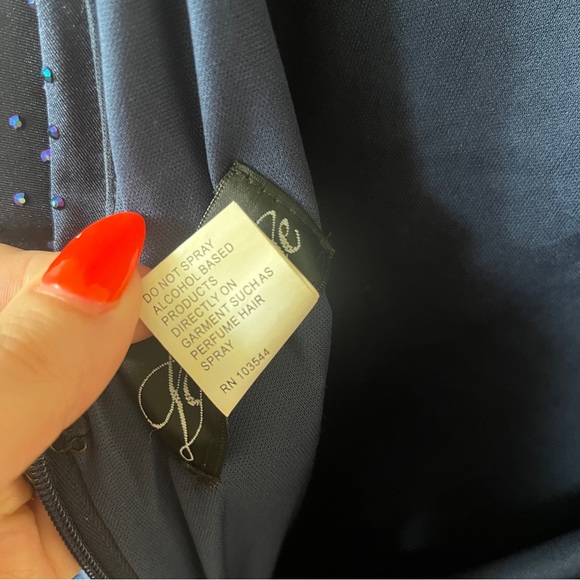 DO NOT SPRAY
ALCOHOL BASED
PRODUCTS
DIRECTLY ON
GARMENT SUCH AS
PERFUME HAIR
SPRAY
RN 103544